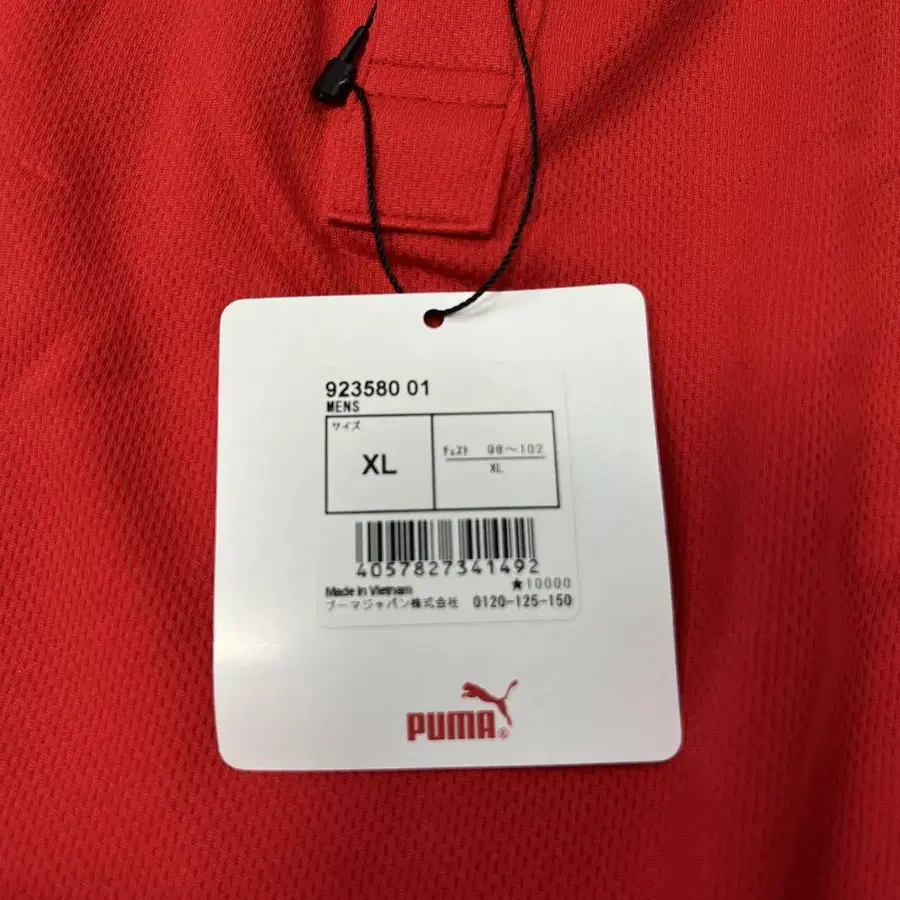 923580 01
MENS
サイズ
XL
チェスト 98～102
XL
4057827341492
★10000
Made in Vietnam
プーマジャパン株式会社 0120-125-150
PUMA®